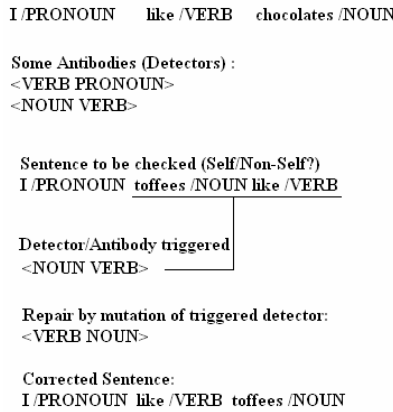 I /PRONOUN like /VERB chocolates /NOUN
Some Antibodies (Detectors) :
<VERB PRONOUN>
<NOUN VERB>
Sentence to be checked (Self/Non-Self?)
I /PRONOUN toffees /NOUN like /VERB
Detector/Antibody triggered
<NOUN VERB>
Repair by mutation of triggered detector:
<VERB NOUN>
Corrected Sentence:
I /PRONOUN like /VERB toffees /NOUN